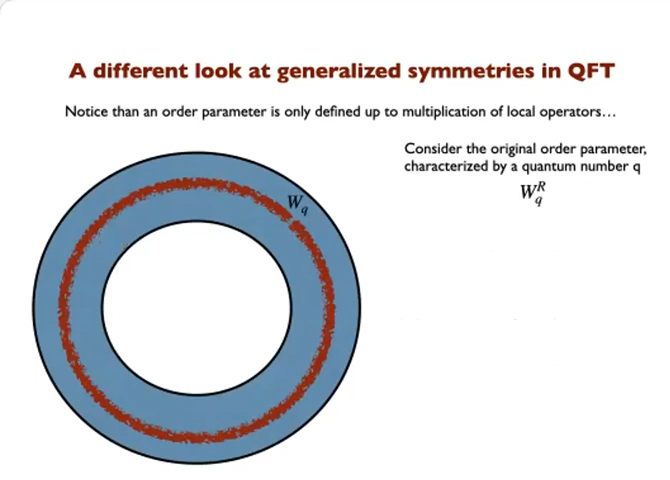 A different look at generalized symmetries in QFT
Notice than an order parameter is only defined up to multiplication of local operators…
Consider the original order parameter,
characterized by a quantum number q
W_q^R
W_q